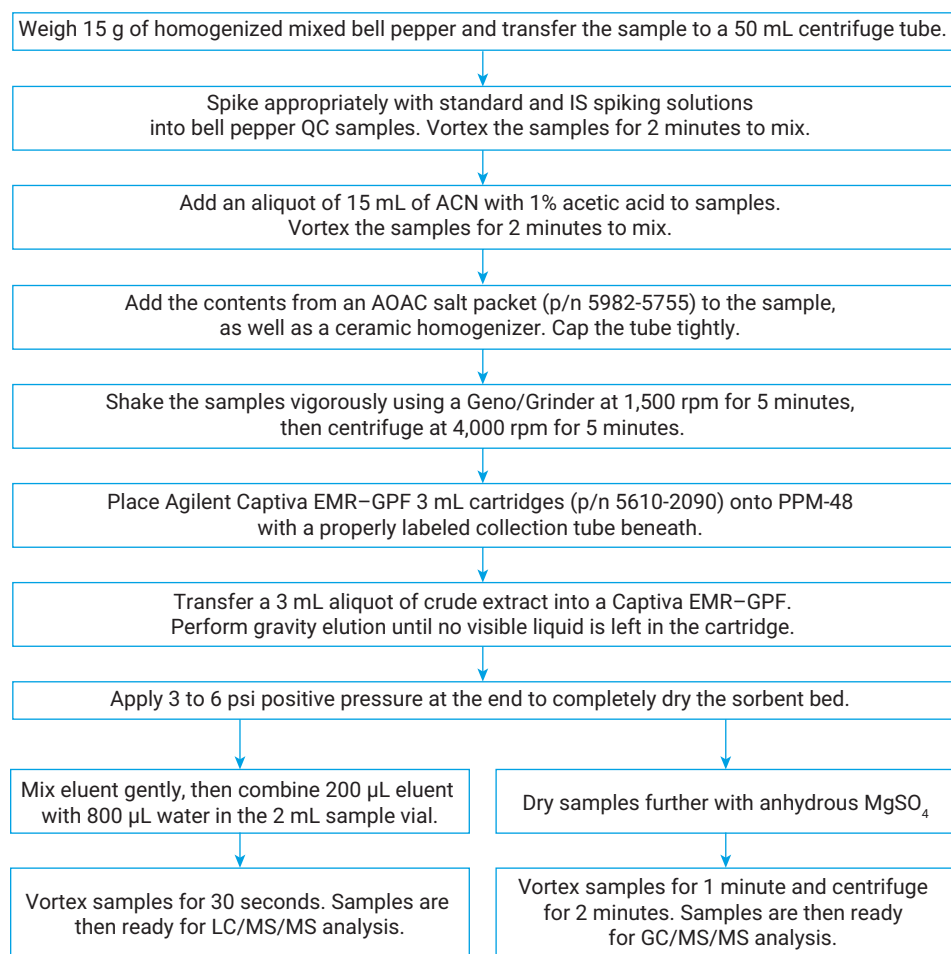 Weigh 15 g of homogenized mixed bell pepper and transfer the sample to a 50 mL centrifuge tube.
Spike appropriately with standard and IS spiking solutions
into bell pepper QC samples. Vortex the samples for 2 minutes to mix.
Add an aliquot of 15 mL of ACN with 1% acetic acid to samples.
Vortex the samples for 2 minutes to mix.
Add the contents from an AOAC salt packet (p/n 5982-5755) to the sample,
as well as a ceramic homogenizer. Cap the tube tightly.
Shake the samples vigorously using a Geno/Grinder at 1,500 rpm for 5 minutes,
then centrifuge at 4,000 rpm for 5 minutes.
Place Agilent Captiva EMR–GPF 3 mL cartridges (p/n 5610-2090) onto PPM-48
with a properly labeled collection tube beneath.
Transfer a 3 mL aliquot of crude extract into a Captiva EMR–GPF.
Perform gravity elution until no visible liquid is left in the cartridge.
Apply 3 to 6 psi positive pressure at the end to completely dry the sorbent bed.
Mix eluent gently, then combine 200 µL eluent
with 800 µL water in the 2 mL sample vial.
Vortex samples for 30 seconds. Samples are
then ready for LC/MS/MS analysis.
Dry samples further with anhydrous MgSO₄
Vortex samples for 1 minute and centrifuge
for 2 minutes. Samples are then ready
for GC/MS/MS analysis.